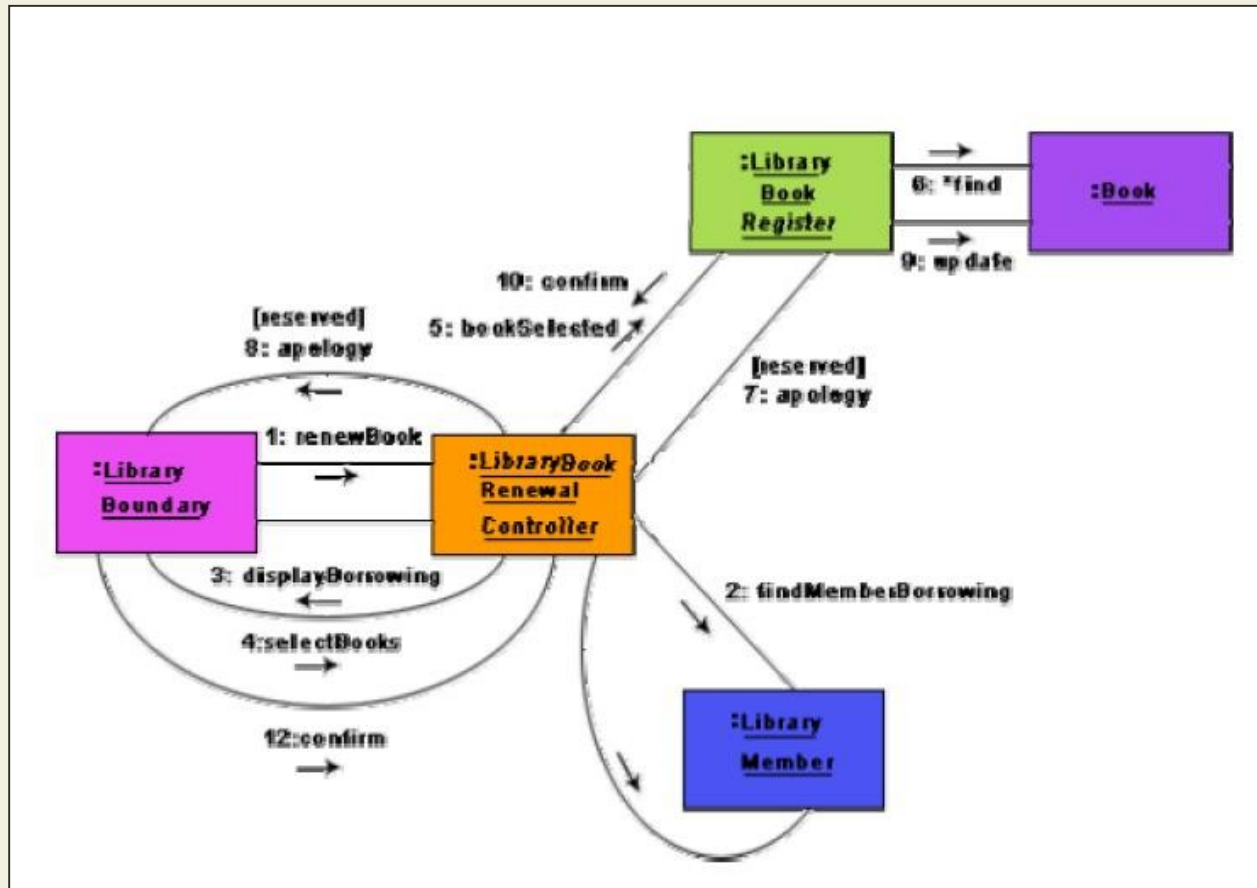 :Library
Book
Register
6: *find
:Book
9: update
10: confirm
5: bookSelected
[reserved]
8: apology
[reserved]
7: apology
1: renewBook
:Library
Boundary
:LibraryBook
Renewal
Controller
3: displayBorrowing
2: findMemberBorrowing
4:selectBooks
12:confirm
:Library
Member